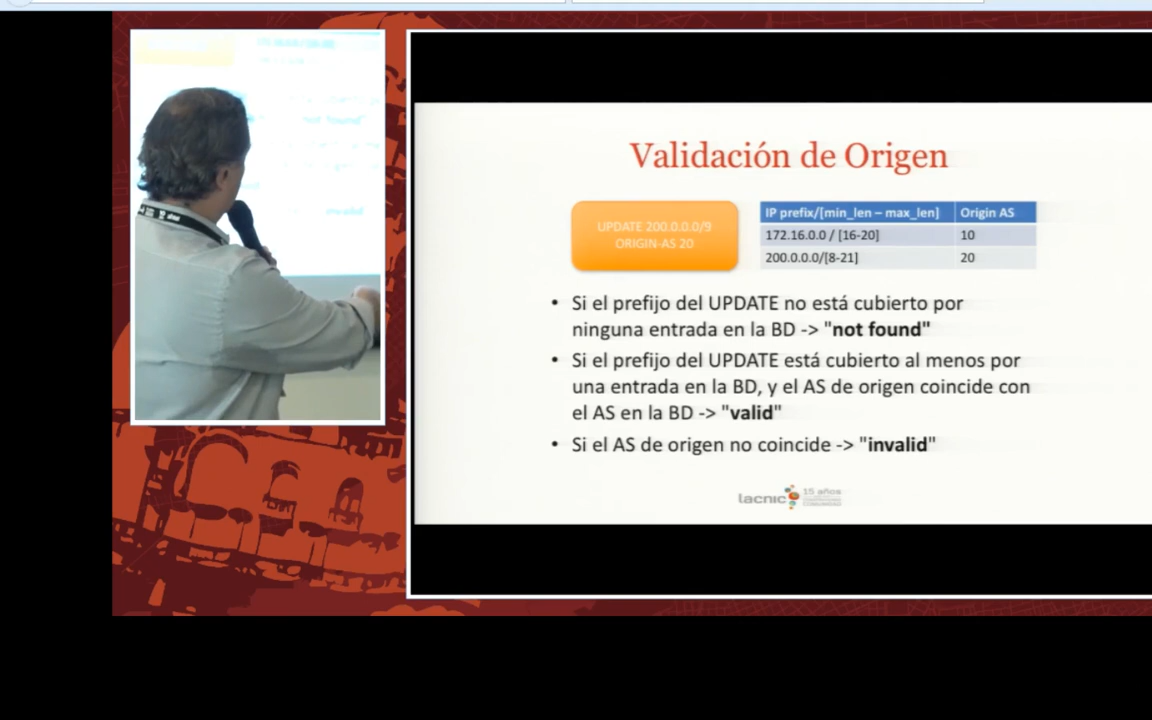 Validación de Origen
UPDATE 200.0.0.0/9
ORIGIN-AS 20
IP prefix/[min_len – max_len] Origin AS
172.16.0.0 / [16-20] 10
200.0.0.0/[8-21] 20
• Si el prefijo del UPDATE no está cubierto por
ninguna entrada en la BD -> "not found"
• Si el prefijo del UPDATE está cubierto al menos por
una entrada en la BD, y el AS de origen coincide con
el AS en la BD -> "valid"
• Si el AS de origen no coincide -> "invalid"
lacnic 15 años